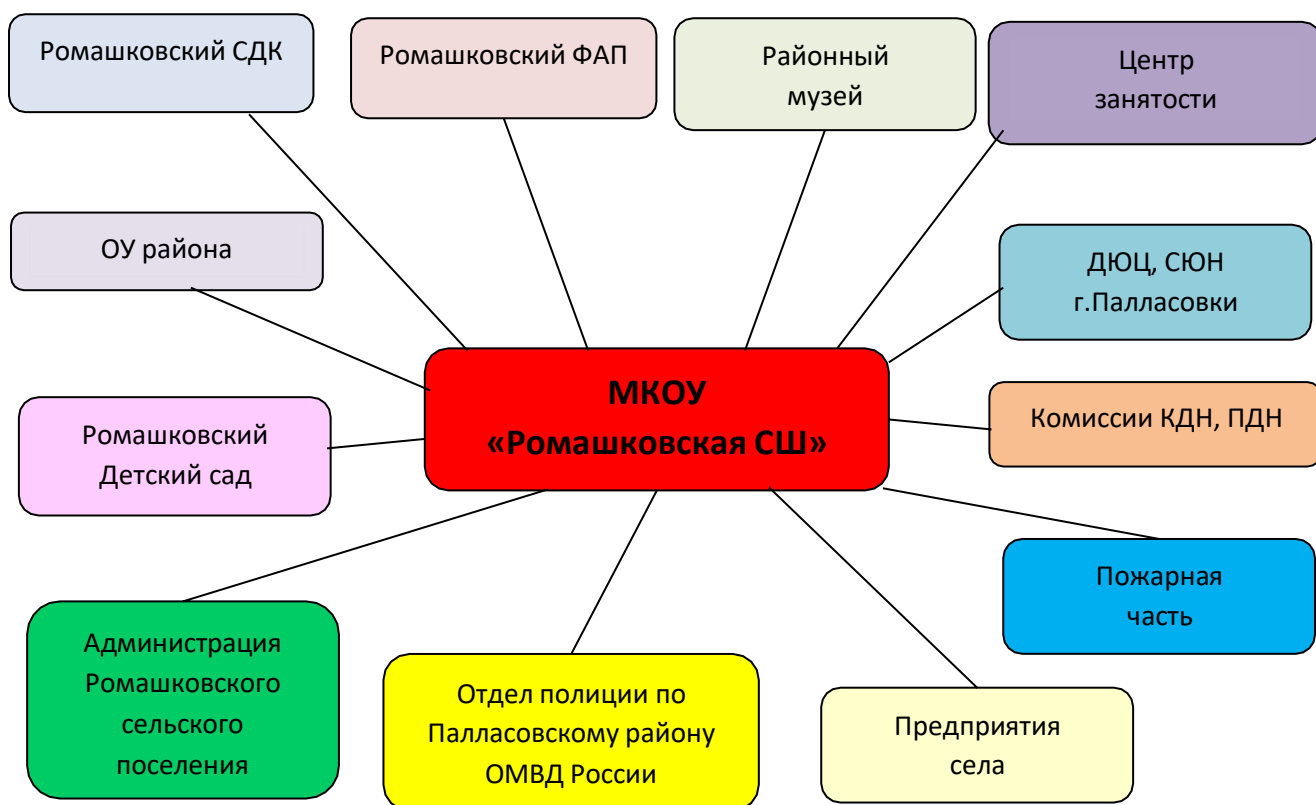 Ромашковский СДК
Ромашковский ФАП
Районный
музей
Центр
занятости
ОУ района
ДЮЦ, СЮН
г.Палласовки
МКОУ
«Ромашковская СШ»
Ромашковский
Детский сад
Комиссии КДН, ПДН
Пожарная
часть
Администрация
Ромашковского
сельского
поселения
Отдел полиции по
Палласовскому району
ОМВД России
Предприятия
села